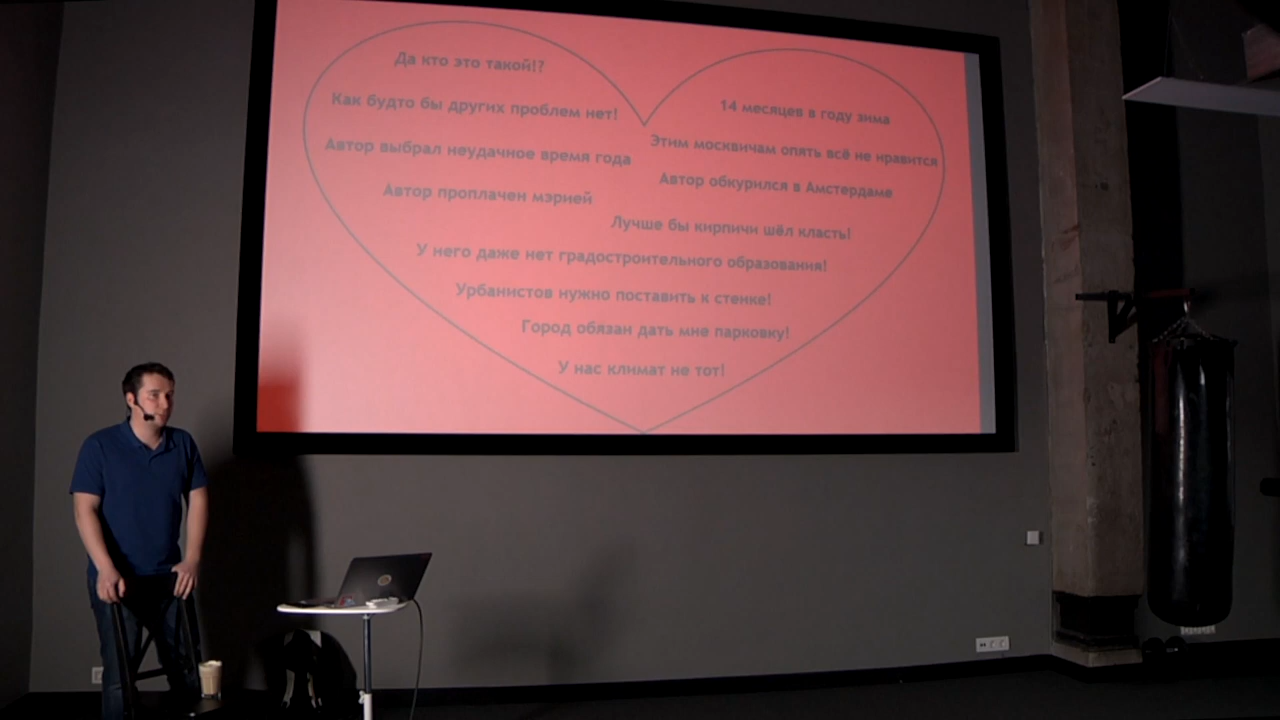 Да кто это такой!?
Как будто бы других проблем нет!
14 месяцев в году зима
Автор выбрал неудачное время года
Этим москвичам опять всё не нравится
Автор проплачен мэрией
Автор обкурился в Амстердаме
Лучше бы кирпичи шёл класть!
У него даже нет градостроительного образования!
Урбанистов нужно поставить к стенке!
Город обязан дать мне парковку!
У нас климат не тот!